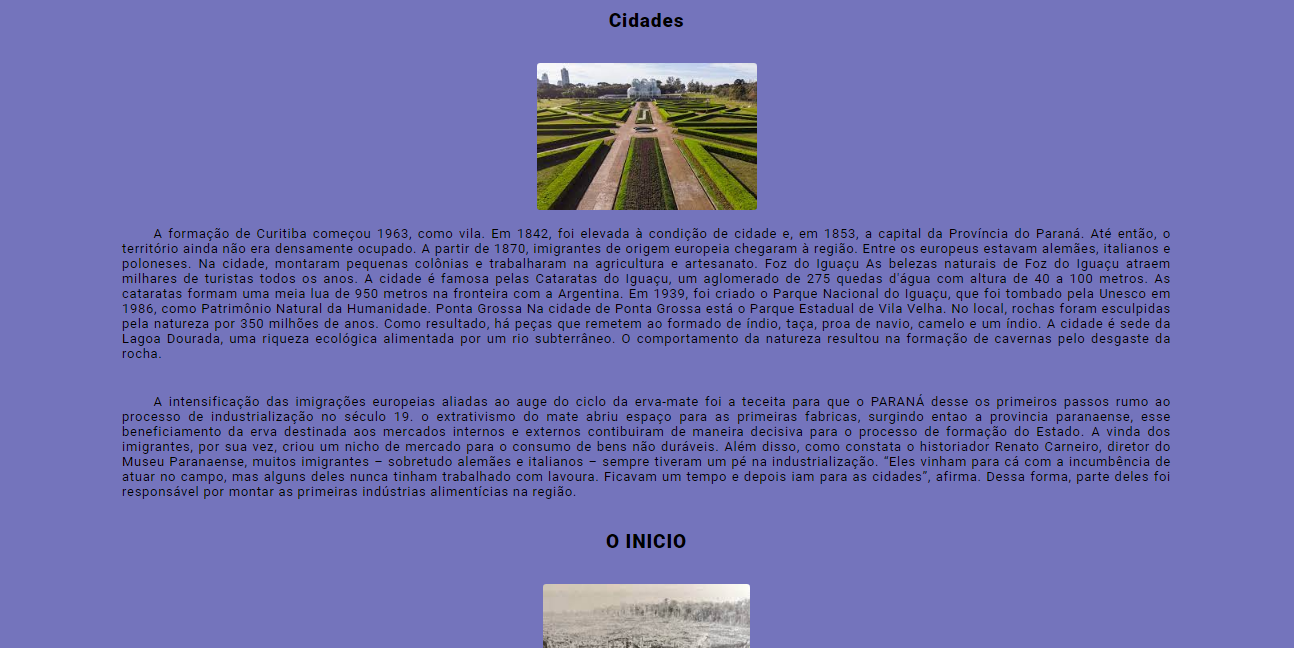 Cidades
A formação de Curitiba começou 1963, como vila. Em 1842, foi elevada à condição de cidade e, em 1853, a capital da Província do Paraná. Até então, o
território ainda não era densamente ocupado. A partir de 1870, imigrantes de origem europeia chegaram à região. Entre os europeus estavam alemães, italianos e
poloneses. Na cidade, montaram pequenas colônias e trabalharam na agricultura e artesanato. Foz do Iguaçu As belezas naturais de Foz do Iguaçu atraem
milhares de turistas todos os anos. A cidade é famosa pelas Cataratas do Iguaçu, um aglomerado de 275 quedas d'água com altura de 40 a 100 metros. As
cataratas formam uma meia lua de 950 metros na fronteira com a Argentina. Em 1939, foi criado o Parque Nacional do Iguaçu, que foi tombado pela Unesco em
1986, como Patrimônio Natural da Humanidade. Ponta Grossa Na cidade de Ponta Grossa está o Parque Estadual de Vila Velha. No local, rochas foram esculpidas
pela natureza por 350 milhões de anos. Como resultado, há peças que remetem ao formado de índio, taça, proa de navio, camelo e um índio. A cidade é sede da
Lagoa Dourada, uma riqueza ecológica alimentada por um rio subterrâneo. O comportamento da natureza resultou na formação de cavernas pelo desgaste da
rocha.
A intensificação das imigrações europeias aliadas ao auge do ciclo da erva-mate foi a teceita para que o PARANÁ desse os primeiros passos rumo ao
processo de industrialização no século 19. o extrativismo do mate abriu espaço para as primeiras fabricas, surgindo entao a provincia paranaense, esse
beneficiamento da erva destinada aos mercados internos e externos contibuiram de maneira decisiva para o processo de formação do Estado. A vinda dos
imigrantes, por sua vez, criou um nicho de mercado para o consumo de bens não duráveis. Além disso, como constata o historiador Renato Carneiro, diretor do
Museu Paranaense, muitos imigrantes – sobretudo alemães e italianos – sempre tiveram um pé na industrialização. “Eles vinham para cá com a incumbência de
atuar no campo, mas alguns deles nunca tinham trabalhado com lavoura. Ficavam um tempo e depois iam para as cidades”, afirma. Dessa forma, parte deles foi
responsável por montar as primeiras indústrias alimentícias na região.
O INICIO